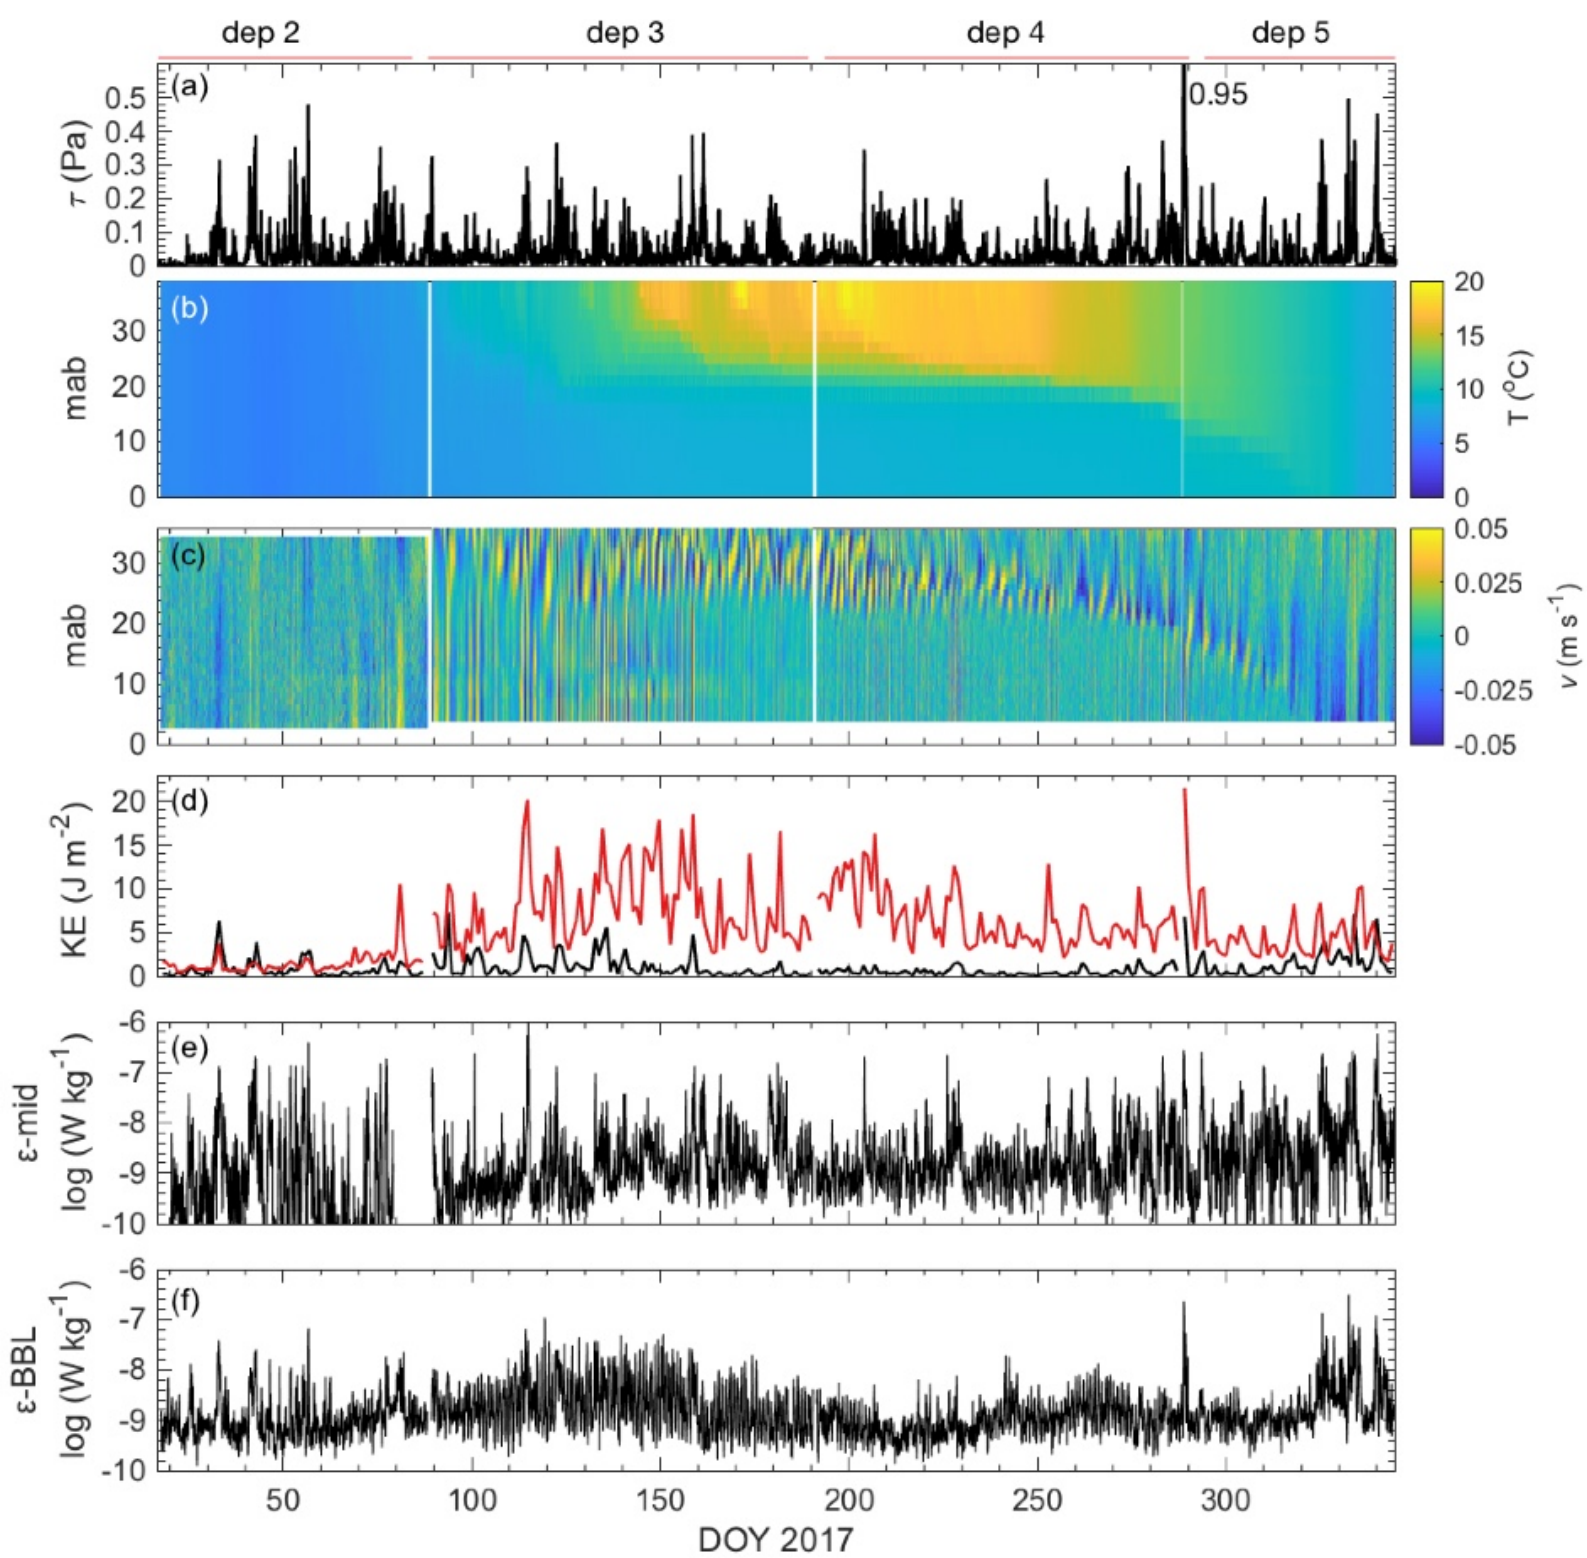 dep 2 dep 3 dep 4 dep 5
(a)
0.95
0.5
0.4
0.3
0.2
0.1
0
τ (Pa)
(b)
30
20
10
0
mab
20
15
10
5
0
T (°C)
(c)
30
20
10
0
mab
0.05
0.025
0
-0.025
-0.05
v (m s⁻¹)
(d)
20
15
10
5
0
KE (J m⁻²)
(e)
-6
-7
-8
-9
-10
ε-mid
log (W kg⁻¹)
(f)
-6
-7
-8
-9
-10
ε-BBL
log (W kg⁻¹)
50 100 150 200 250 300
DOY 2017